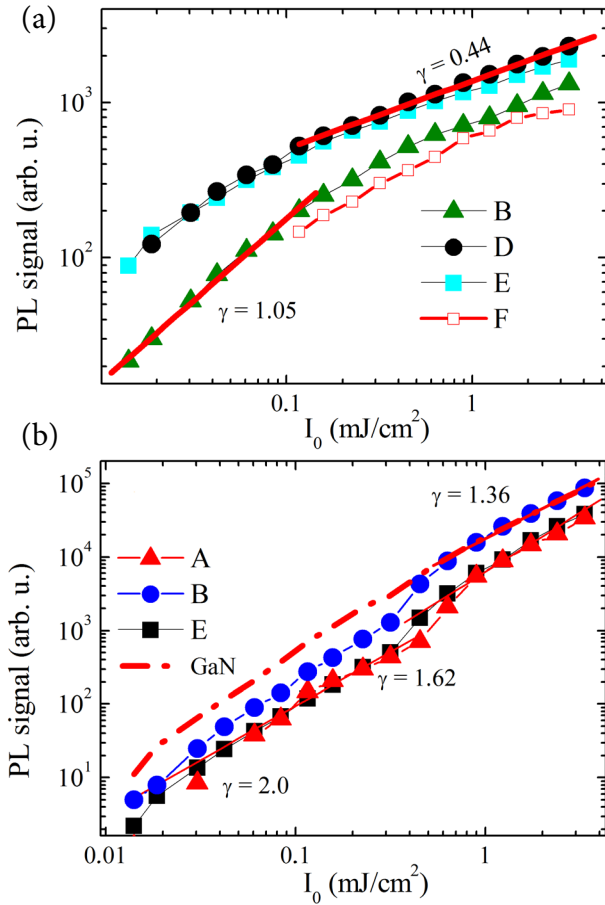 (a)
PL signal (arb. u.)
10³
10²
γ = 0.44
γ = 1.05
B
D
E
F
0.1
1
I₀ (mJ/cm²)
(b)
PL signal (arb. u.)
10⁵
10⁴
10³
10²
10¹
A
B
E
GaN
γ = 1.36
γ = 1.62
γ = 2.0
0.01
0.1
1
I₀ (mJ/cm²)